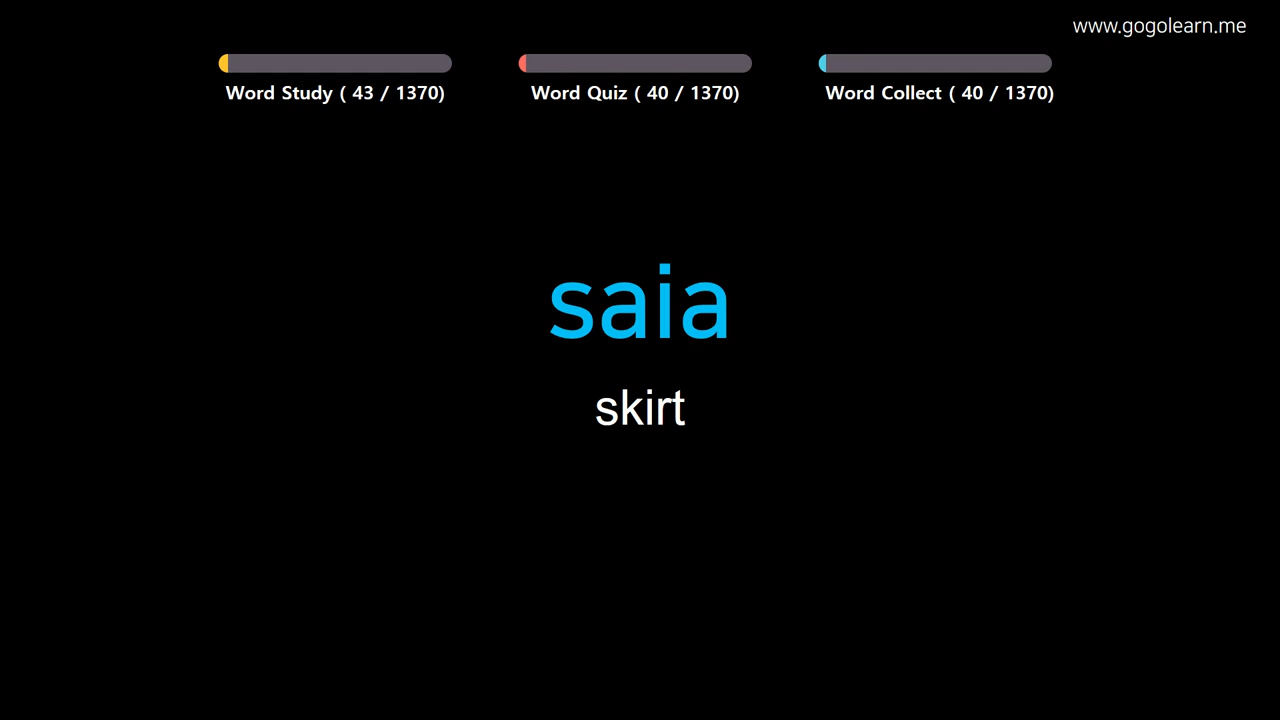 www.gogolearn.me
Word Study ( 43 / 1370)
Word Quiz ( 40 / 1370)
Word Collect ( 40 / 1370)
saia
skirt